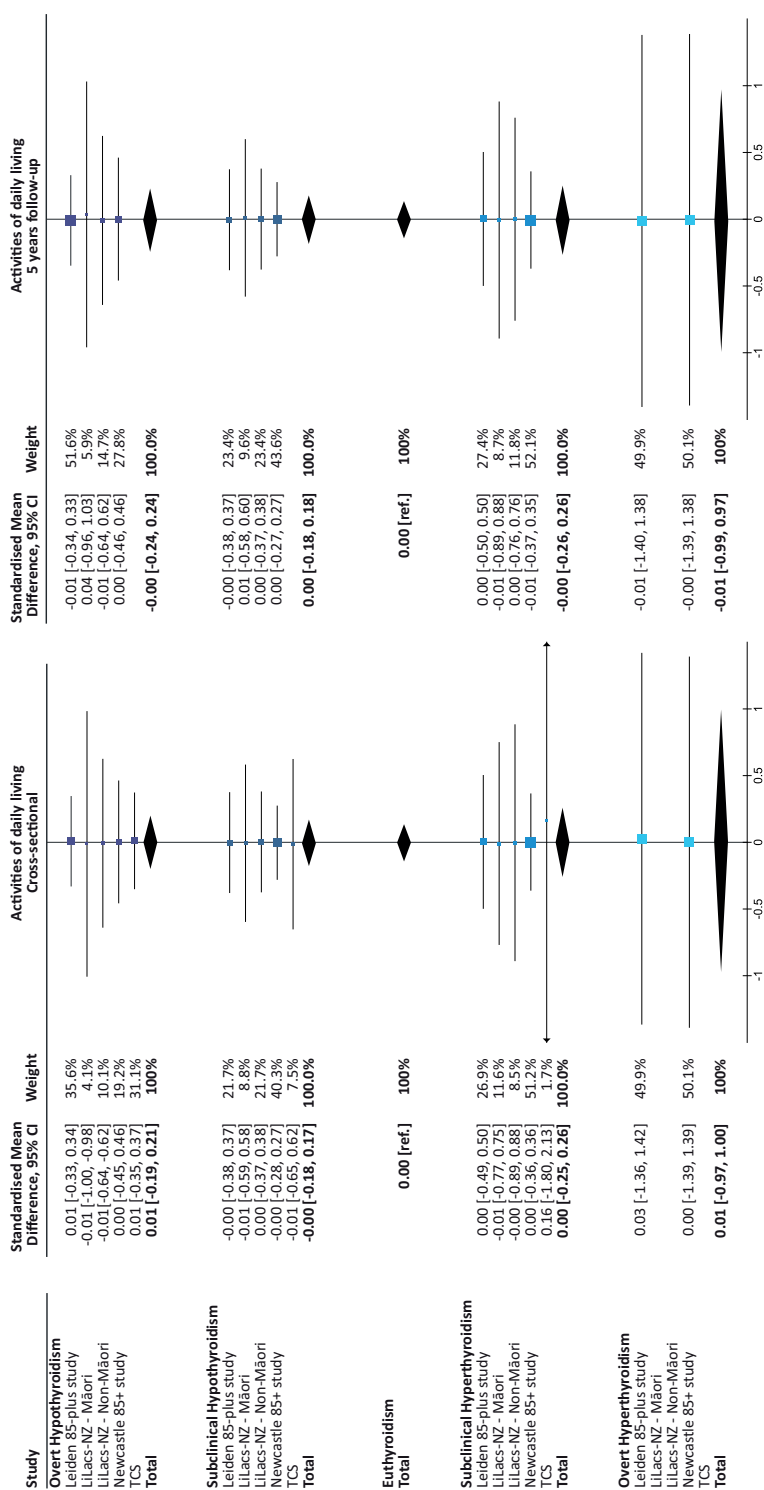 Study Standardised Mean Difference, 95% CI Weight Activities of daily living Cross-sectional Standardised Mean Difference, 95% CI Weight Activities of daily living 5 years follow-up
Overt Hypothyroidism
Leiden 85-plus study 0.01 [-0.33, 0.34] 35.6% -0.01 [-0.34, 0.33] 51.6%
LiLacs-NZ - Māori -0.01 [-1.00, -0.98] 4.1% 0.04 [-0.96, 1.03] 5.9%
LiLacs-NZ - Non-Māori -0.01[-0.64, -0.62] 10.1% -0.01 [-0.64, 0.62] 14.7%
Newcastle 85+ study 0.00 [-0.45, 0.46] 19.2% 0.00 [-0.46, 0.46] 27.8%
TCS 0.01 [-0.35, 0.37] 31.1%
Total 0.01 [-0.19, 0.21] 100% -0.00 [-0.24, 0.24] 100.0%
Subclinical Hypothyroidism
Leiden 85-plus study -0.00 [-0.38, 0.37] 21.7% -0.00 [-0.38, 0.37] 23.4%
LiLacs-NZ - Māori -0.01 [-0.59, 0.58] 8.8% 0.01 [-0.58, 0.60] 9.6%
LiLacs-NZ - Non-Māori 0.00 [-0.37, 0.38] 21.7% 0.00 [-0.37, 0.38] 23.4%
Newcastle 85+ study -0.00 [-0.28, 0.27] 40.3% -0.00 [-0.27, 0.27] 43.6%
TCS -0.01 [-0.65, 0.62] 7.5%
Total -0.00 [-0.18, 0.17] 100.0% 0.00 [-0.18, 0.18] 100.0%
Euthyroidism
Total 0.00 [ref.] 100% 0.00 [ref.] 100%
Subclinical Hyperthyroidism
Leiden 85-plus study 0.00 [-0.49, 0.50] 26.9% 0.00 [-0.50, 0.50] 27.4%
LiLacs-NZ - Māori -0.01 [-0.77, 0.75] 11.6% -0.01 [-0.89, 0.88] 8.7%
LiLacs-NZ - Non-Māori -0.00 [-0.89, 0.88] 8.5% 0.00 [-0.76, 0.76] 11.8%
Newcastle 85+ study 0.00 [-0.36, 0.36] 51.2% -0.01 [-0.37, 0.35] 52.1%
TCS 0.16 [-1.80, 2.13] 1.7%
Total 0.00 [-0.25, 0.26] 100.0% -0.00 [-0.26, 0.26] 100.0%
Overt Hyperthyroidism
Leiden 85-plus study 0.03 [-1.36, 1.42] 49.9% -0.01 [-1.40, 1.38] 49.9%
LiLacs-NZ - Māori
LiLacs-NZ - Non-Māori
Newcastle 85+ study 0.00 [-1.39, 1.39] 50.1% -0.00 [-1.39, 1.38] 50.1%
TCS
Total 0.01 [-0.97, 1.00] 100% -0.01 [-0.99, 0.97] 100%
-1 -0.5 0 0.5 1 -1 -0.5 0 0.5 1